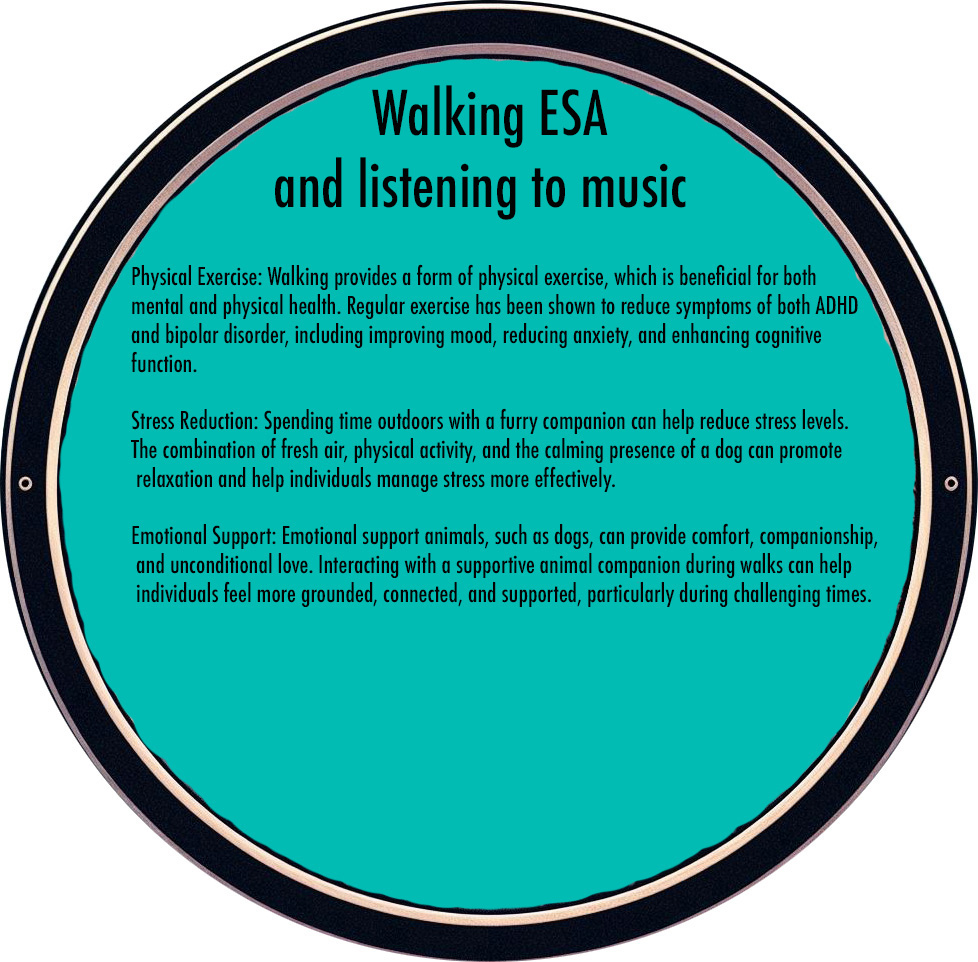 Walking ESA
and listening to music
Physical Exercise: Walking provides a form of physical exercise, which is beneficial for both
mental and physical health. Regular exercise has been shown to reduce symptoms of both ADHD
and bipolar disorder, including improving mood, reducing anxiety, and enhancing cognitive
function.
Stress Reduction: Spending time outdoors with a furry companion can help reduce stress levels.
The combination of fresh air, physical activity, and the calming presence of a dog can promote
relaxation and help individuals manage stress more effectively.
Emotional Support: Emotional support animals, such as dogs, can provide comfort, companionship,
and unconditional love. Interacting with a supportive animal companion during walks can help
individuals feel more grounded, connected, and supported, particularly during challenging times.